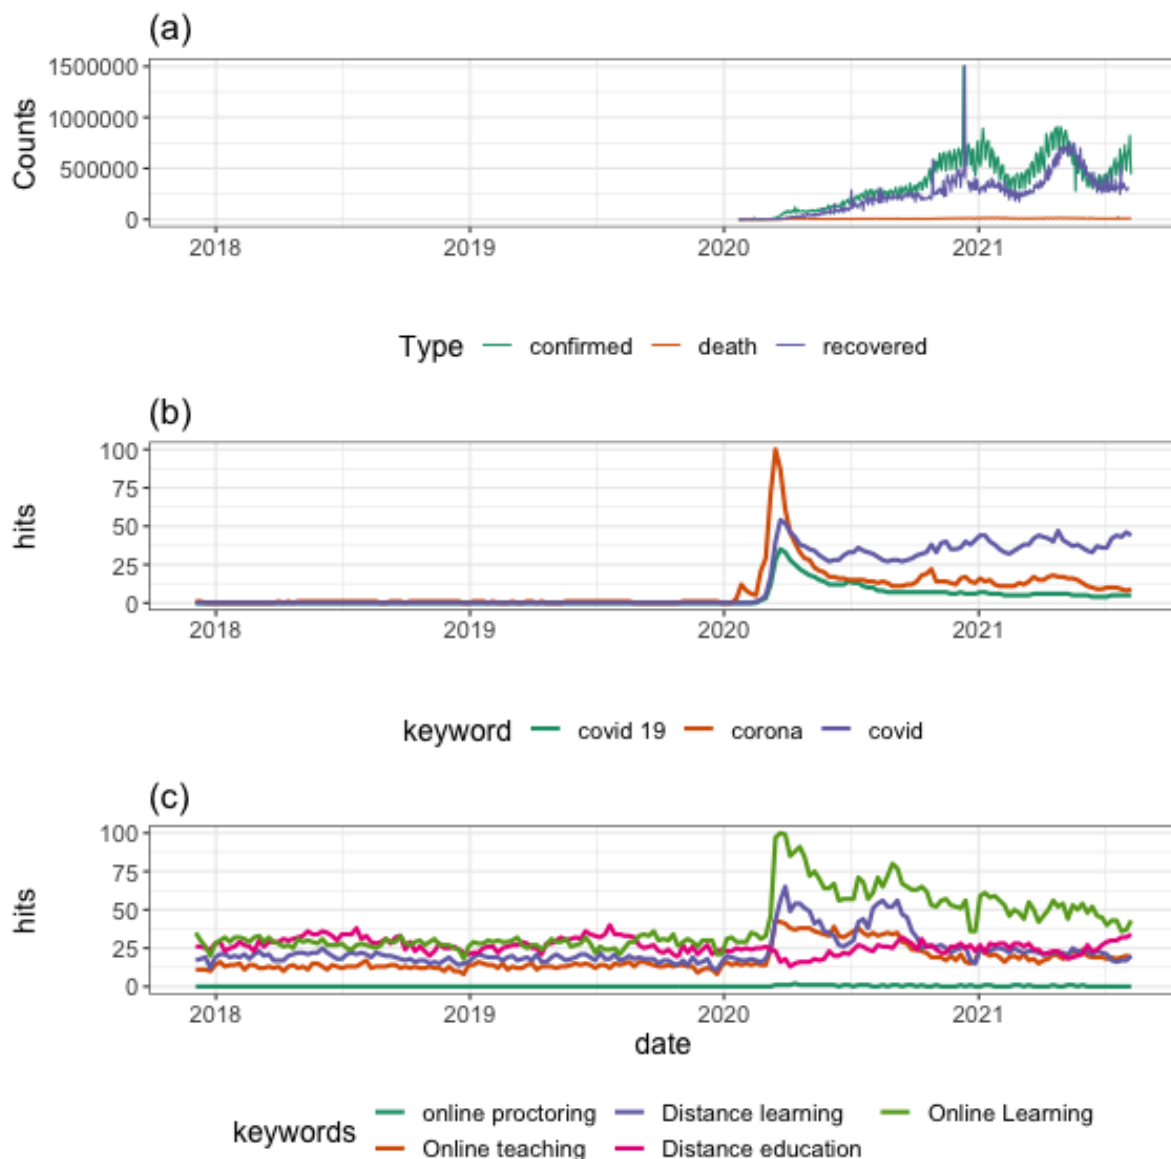 (a)
1500000
1000000
500000
0
Counts
2018 2019 2020 2021
Type confirmed death recovered
(b)
100
75
50
25
0
hits
2018 2019 2020 2021
keyword covid 19 corona covid
(c)
100
75
50
25
0
hits
2018 2019 2020 2021
date
keywords
online proctoring Distance learning Online Learning
Online teaching Distance education